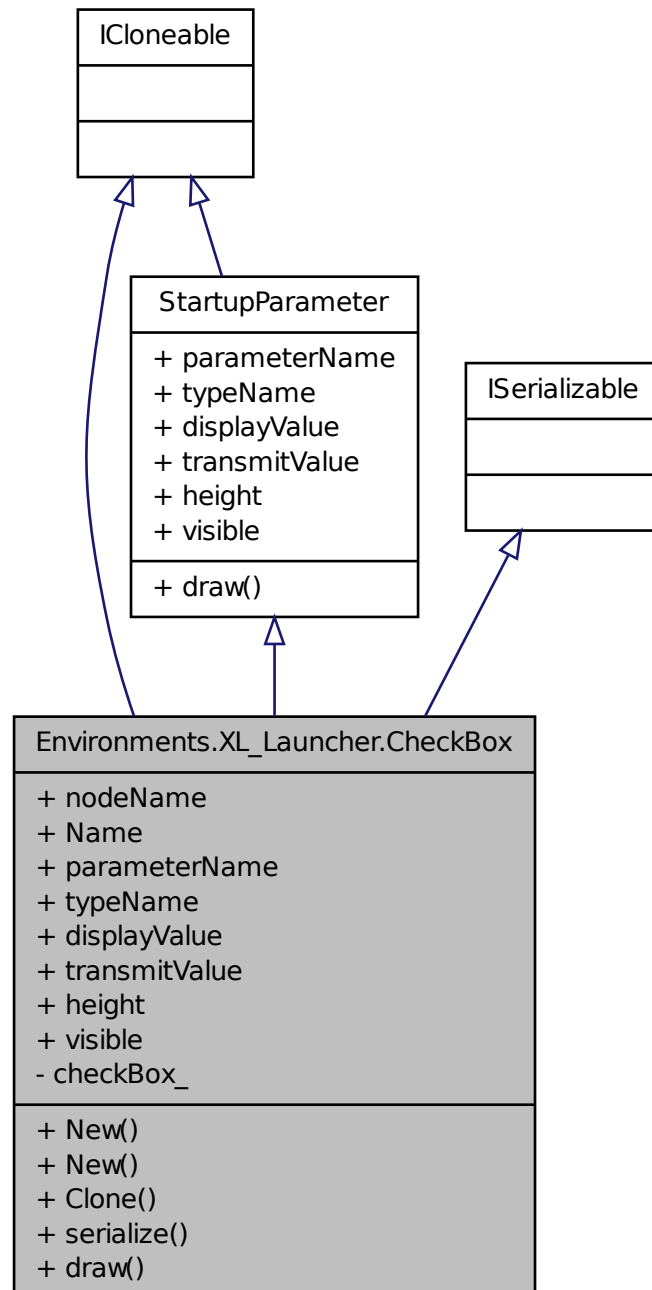 ICloneable
StartupParameter
+ parameterName
+ typeName
+ displayValue
+ transmitValue
+ height
+ visible
+ draw()
ISerializable
Environments.XL_Launcher.CheckBox
+ nodeName
+ Name
+ parameterName
+ typeName
+ displayValue
+ transmitValue
+ height
+ visible
- checkBox_
+ New()
+ New()
+ Clone()
+ serialize()
+ draw()